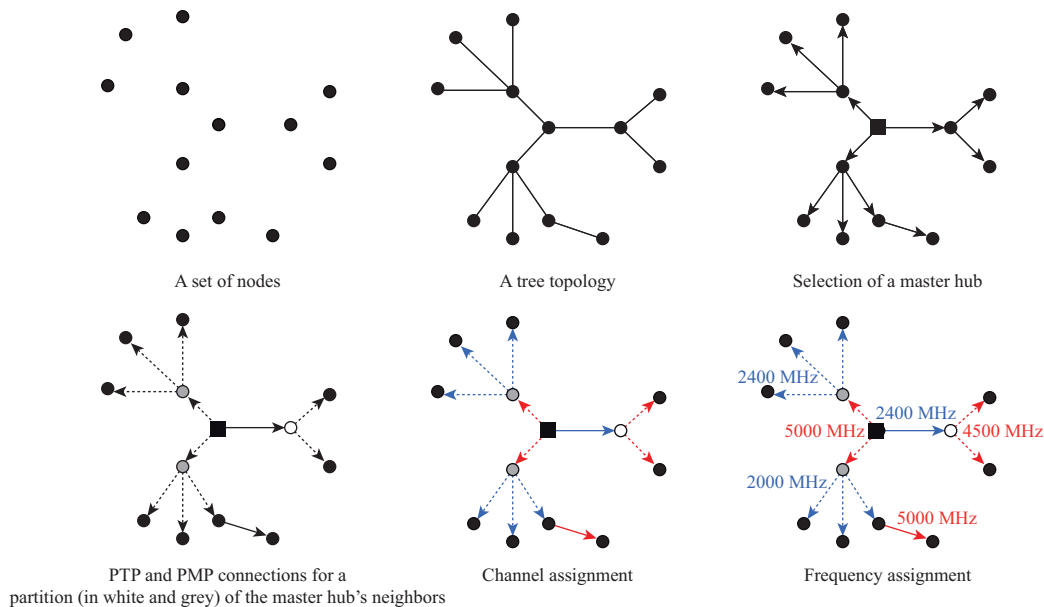 A set of nodes
A tree topology
Selection of a master hub
PTP and PMP connections for a
partition (in white and grey) of the master hub's neighbors
Channel assignment
2400 MHz
2400 MHz
5000 MHz
4500 MHz
2000 MHz
5000 MHz
Frequency assignment